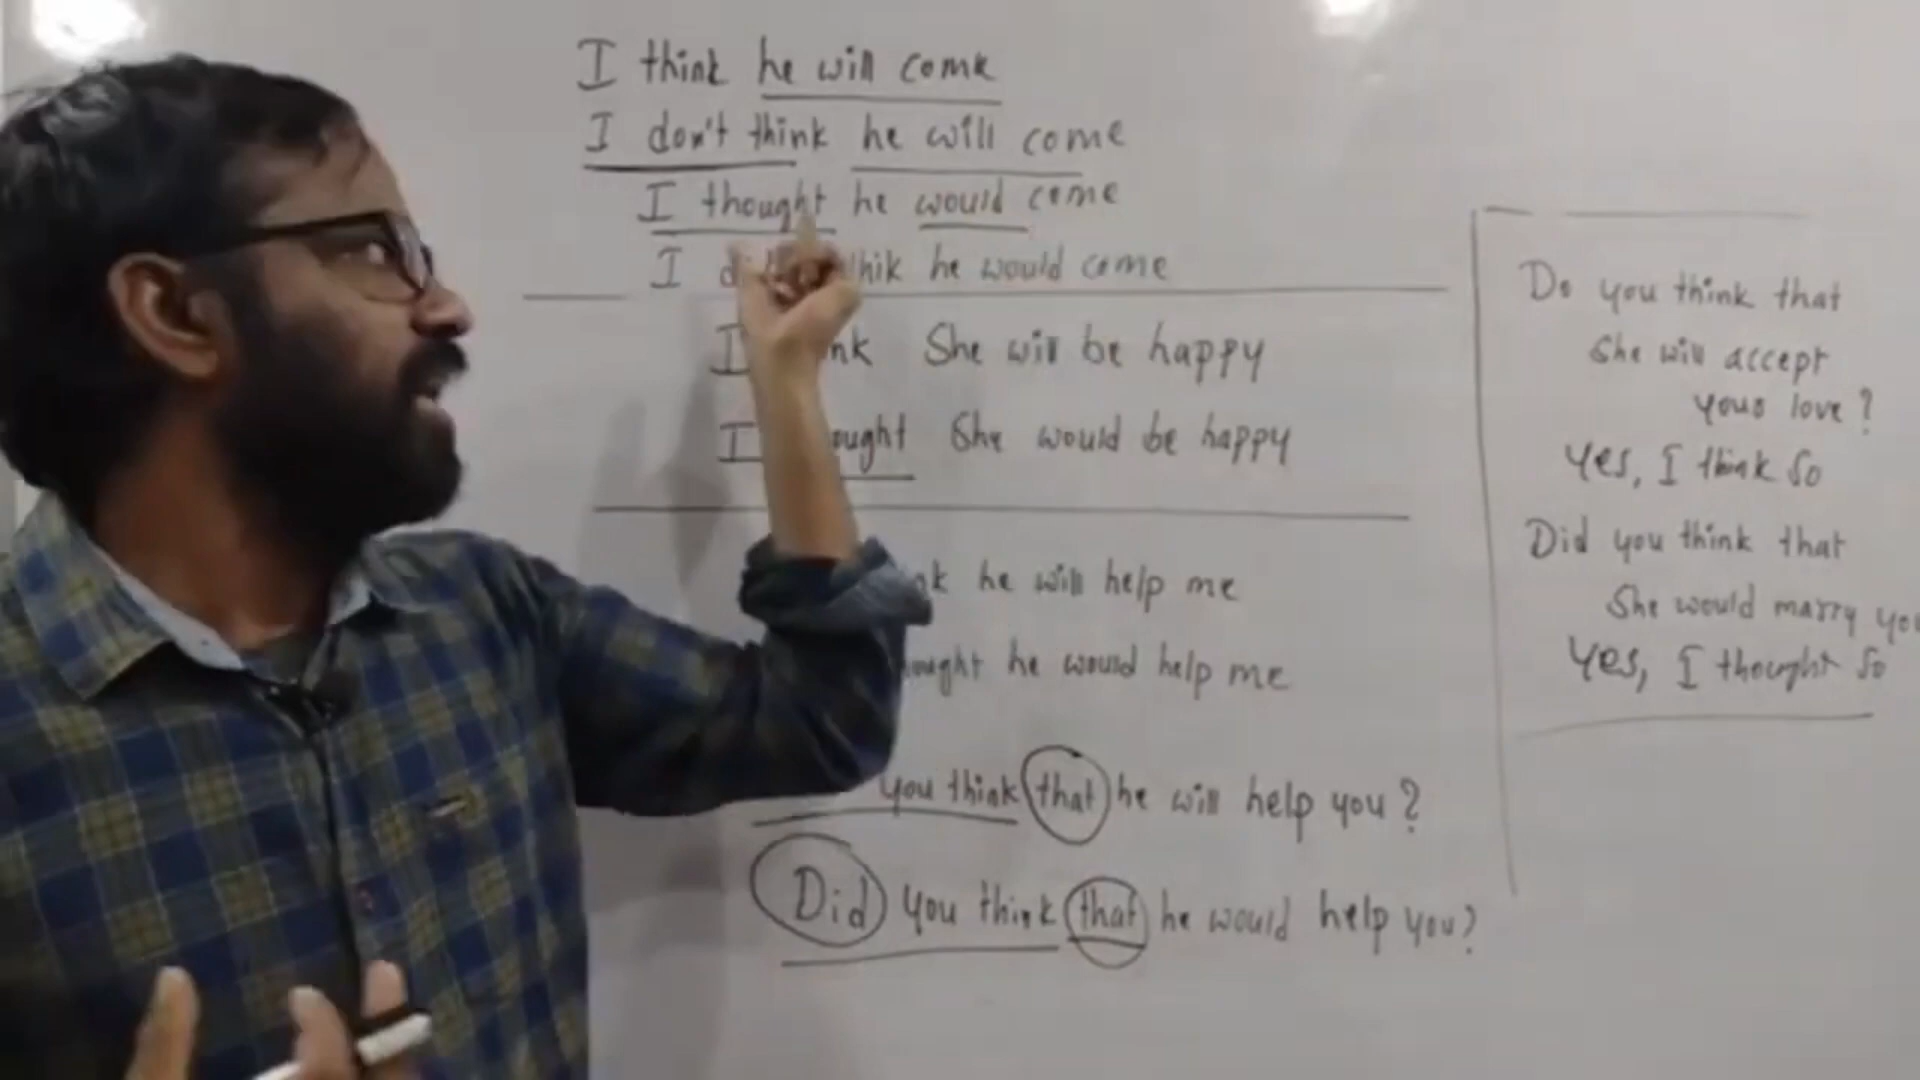 I think he will come
I don't think he will come
I thought he would come
I thik he would come
I She will be happy
I She would be happy
he will help me
he would help me
you think that he will help you?
Did you think that he would help you?
Do you think that
She will accept
your love?
Yes, I think so
Did you think that
She would marry
Yes, I thought so